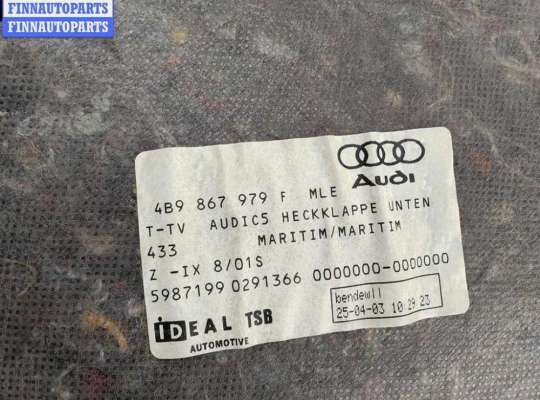 FINNAUTOPARTS
FINNAUTOPARTS
Audi
4B9 867 979 F MLE
T-TV AUDIC5 HECKKLAPPE UNTEN
433 MARITIM/MARITIM
Z -IX 8/01S
5987199 0291366 0000000-0000000
bendewll
25-04-03 10:29:23
iDEAL TSB
AUTOMOTIVE